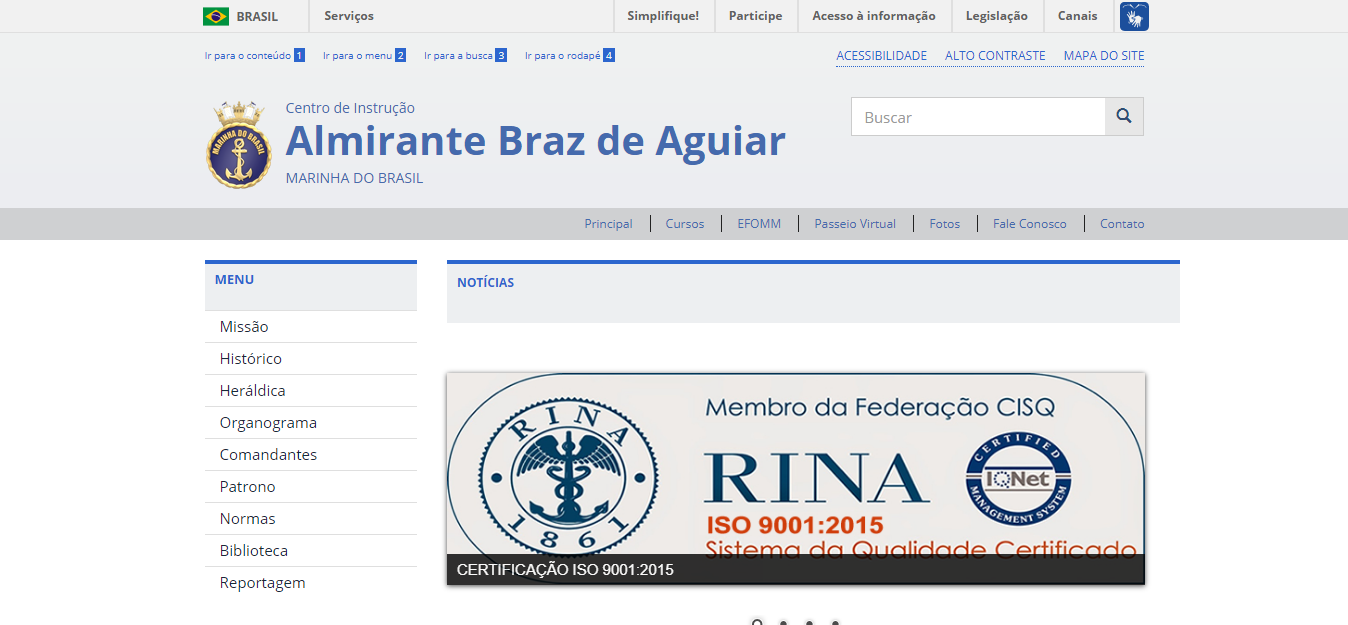 BRASIL Serviços Simplifique! Participe Acesso à informação Legislação Canais
Ir para o conteúdo 1 Ir para o menu 2 Ir para a busca 3 Ir para o rodapé 4 ACESSIBILIDADE ALTO CONTRASTE MAPA DO SITE
MARINHA DO BRASIL
Centro de Instrução
Almirante Braz de Aguiar
MARINHA DO BRASIL
Buscar
Principal Cursos EFOMM Passeio Virtual Fotos Fale Conosco Contato
MENU
Missão
Histórico
Heráldica
Organograma
Comandantes
Patrono
Normas
Biblioteca
Reportagem
NOTÍCIAS
RINA
1861
Membro da Federação CISQ
RINA
ISO 9001:2015
Sistema da Qualidade Certificado
CERTIFIED
IQNet
MANAGEMENT SYSTEM
CERTIFICAÇÃO ISO 9001:2015